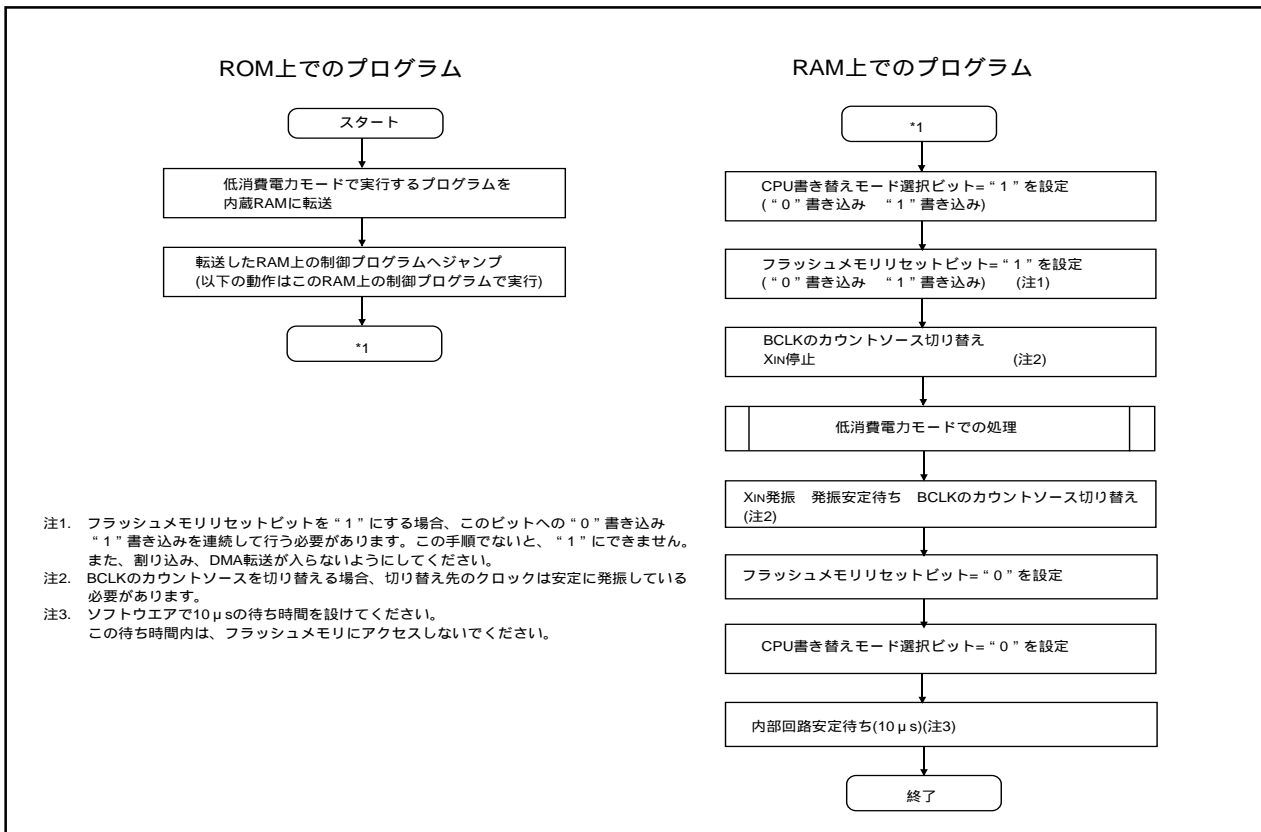 ROM上でのプログラム
スタート
低消費電力モードで実行するプログラムを
内蔵RAMに転送
転送したRAM上の制御プログラムへジャンプ
(以下の動作はこのRAM上の制御プログラムで実行)
*1
注1. フラッシュメモリリセットビットを“1”にする場合、このビットへの“0”書き込み
“1”書き込みを連続して行う必要があります。この手順でないと、“1”にできません。
また、割り込み、DMA転送が入らないようにしてください。
注2. BCLKのカウントソースを切り替える場合、切り替え先のクロックは安定に発振している
必要があります。
注3. ソフトウエアで10μsの待ち時間を設けてください。
この待ち時間内は、フラッシュメモリにアクセスしないでください。
RAM上でのプログラム
*1
CPU書き替えモード選択ビット=“1”を設定
(“0”書き込み “1”書き込み)
フラッシュメモリリセットビット=“1”を設定
(“0”書き込み “1”書き込み) (注1)
BCLKのカウントソース切り替え
XIN停止 (注2)
低消費電力モードでの処理
XIN発振 発振安定待ち BCLKのカウントソース切り替え
(注2)
フラッシュメモリリセットビット=“0”を設定
CPU書き替えモード選択ビット=“0”を設定
内部回路安定待ち(10μs)(注3)
終了